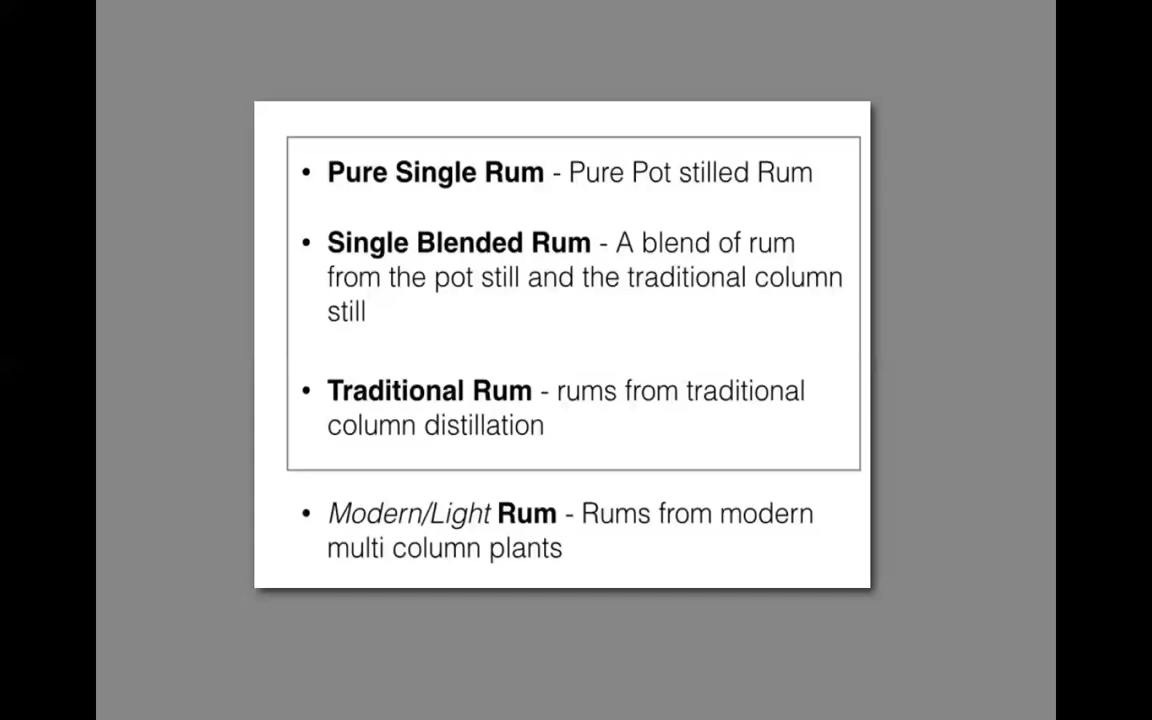 • Pure Single Rum - Pure Pot stilled Rum
• Single Blended Rum - A blend of rum
from the pot still and the traditional column
still
• Traditional Rum - rums from traditional
column distillation
• Modern/Light Rum - Rums from modern
multi column plants